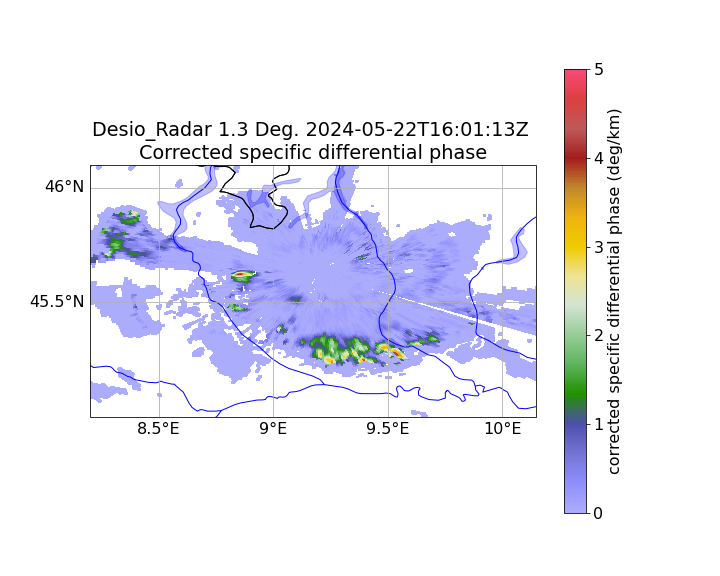 Desio_Radar 1.3 Deg. 2024-05-22T16:01:13Z
Corrected specific differential phase
46°N
45.5°N
8.5°E
9°E
9.5°E
10°E
5
4
3
2
1
0
corrected specific differential phase (deg/km)